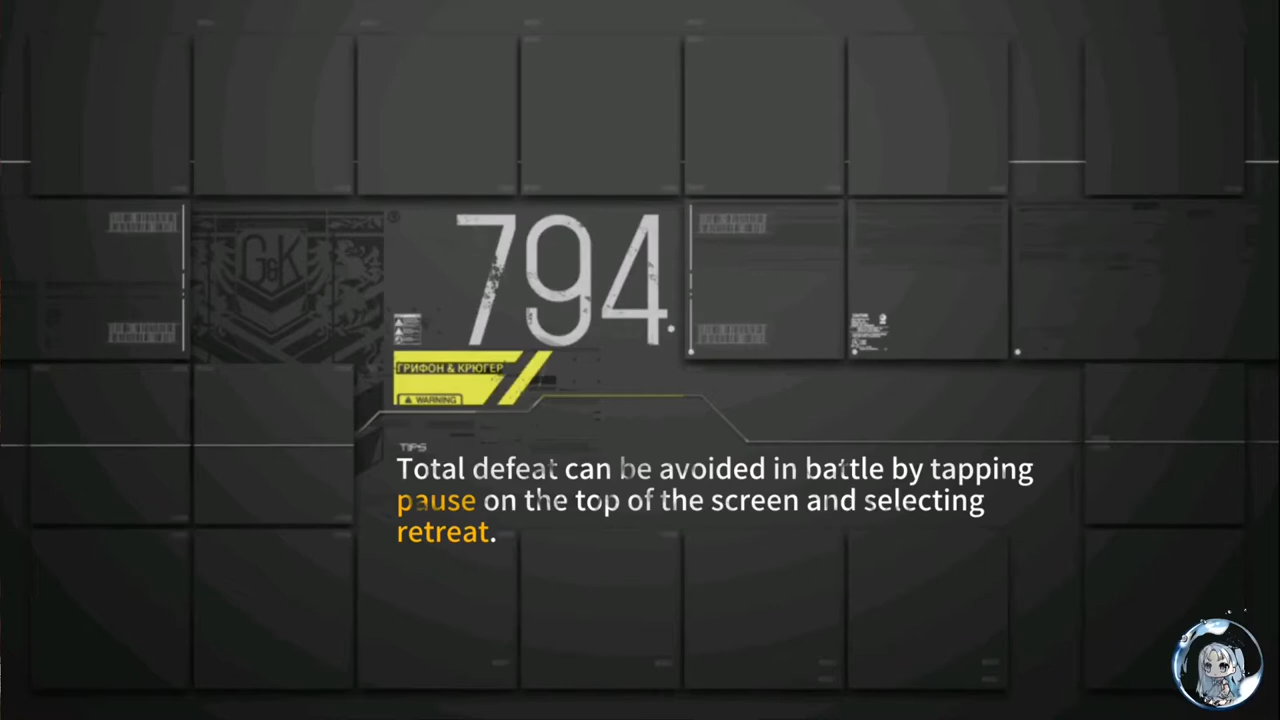 G&K
794.
ГРИФОН & КРЮГЕР
WARNING
TIPS
Total defeat can be avoided in battle by tapping
pause on the top of the screen and selecting
retreat.